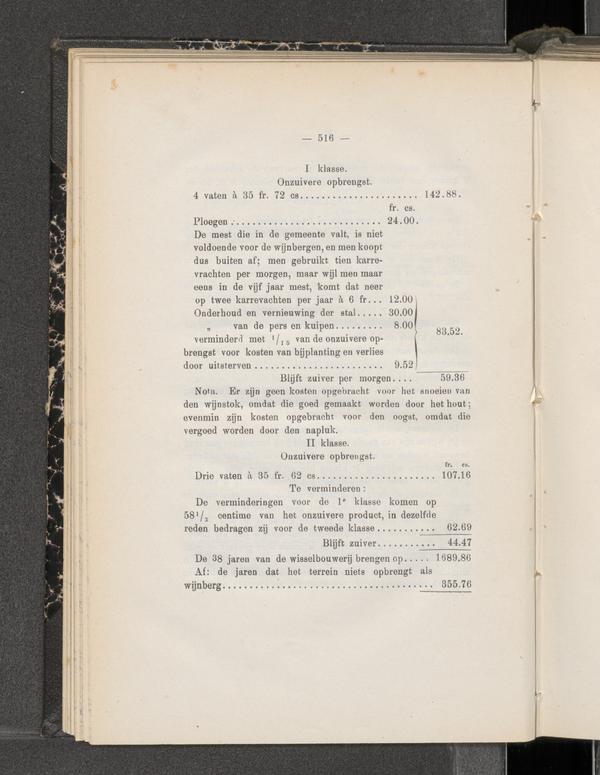 — 516 —
I klasse.
Onzuivere opbrengst.
4 vaten à 35 fr. 72 cs....................... 142.88.
fr. cs.
Ploegen ............................ 24.00.
De mest die in de gemeente valt, is niet
voldoende voor de wijnbergen, en men koopt
dus buiten af; men gebruikt tien karre-
vrachten per morgen, maar wijl men maar
eens in de vijf jaar mest, komt dat neer
op twee karrevachten per jaar à 6 fr... 12.00
Onderhoud en vernieuwing der stal..... 30.00
„ van de pers en kuipen......... 8.00
83,52.
verminderd met 1/15 van de onzuivere op-
brengst voor kosten van bijplanting en verlies
door uitsterven ........................ 9.52
Blijft zuiver per morgen.... 59.36
Nota. Er zijn geen kosten opgebracht voor het snoeien van
den wijnstok, omdat die goed gemaakt worden door het hout;
evenmin zijn kosten opgebracht voor den oogst, omdat die
vergoed worden door den napluk.
II klasse.
Onzuivere opbrengst.
fr. cs.
Drie vaten à 35 fr. 62 cs....................... 107.16
Te verminderen:
De verminderingen voor de 1e klasse komen op
58 1/2 centime van het onzuivere product, in dezelfde
reden bedragen zij voor de tweede klasse........... 62.69
Blijft zuiver........... 44.47
De 38 jaren van de wisselbouwerij brengen op..... 1689.86
Af: de jaren dat het terrein niets opbrengt als
wijnberg....................................... 355.76